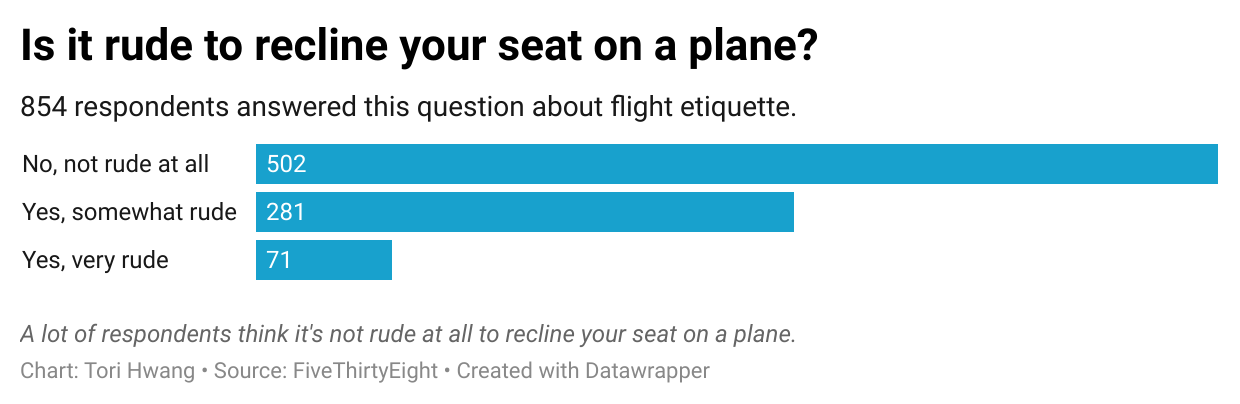 Is it rude to recline your seat on a plane?
854 respondents answered this question about flight etiquette.
No, not rude at all 502
Yes, somewhat rude 281
Yes, very rude 71
A lot of respondents think it's not rude at all to recline your seat on a plane.
Chart: Tori Hwang • Source: FiveThirtyEight • Created with Datawrapper